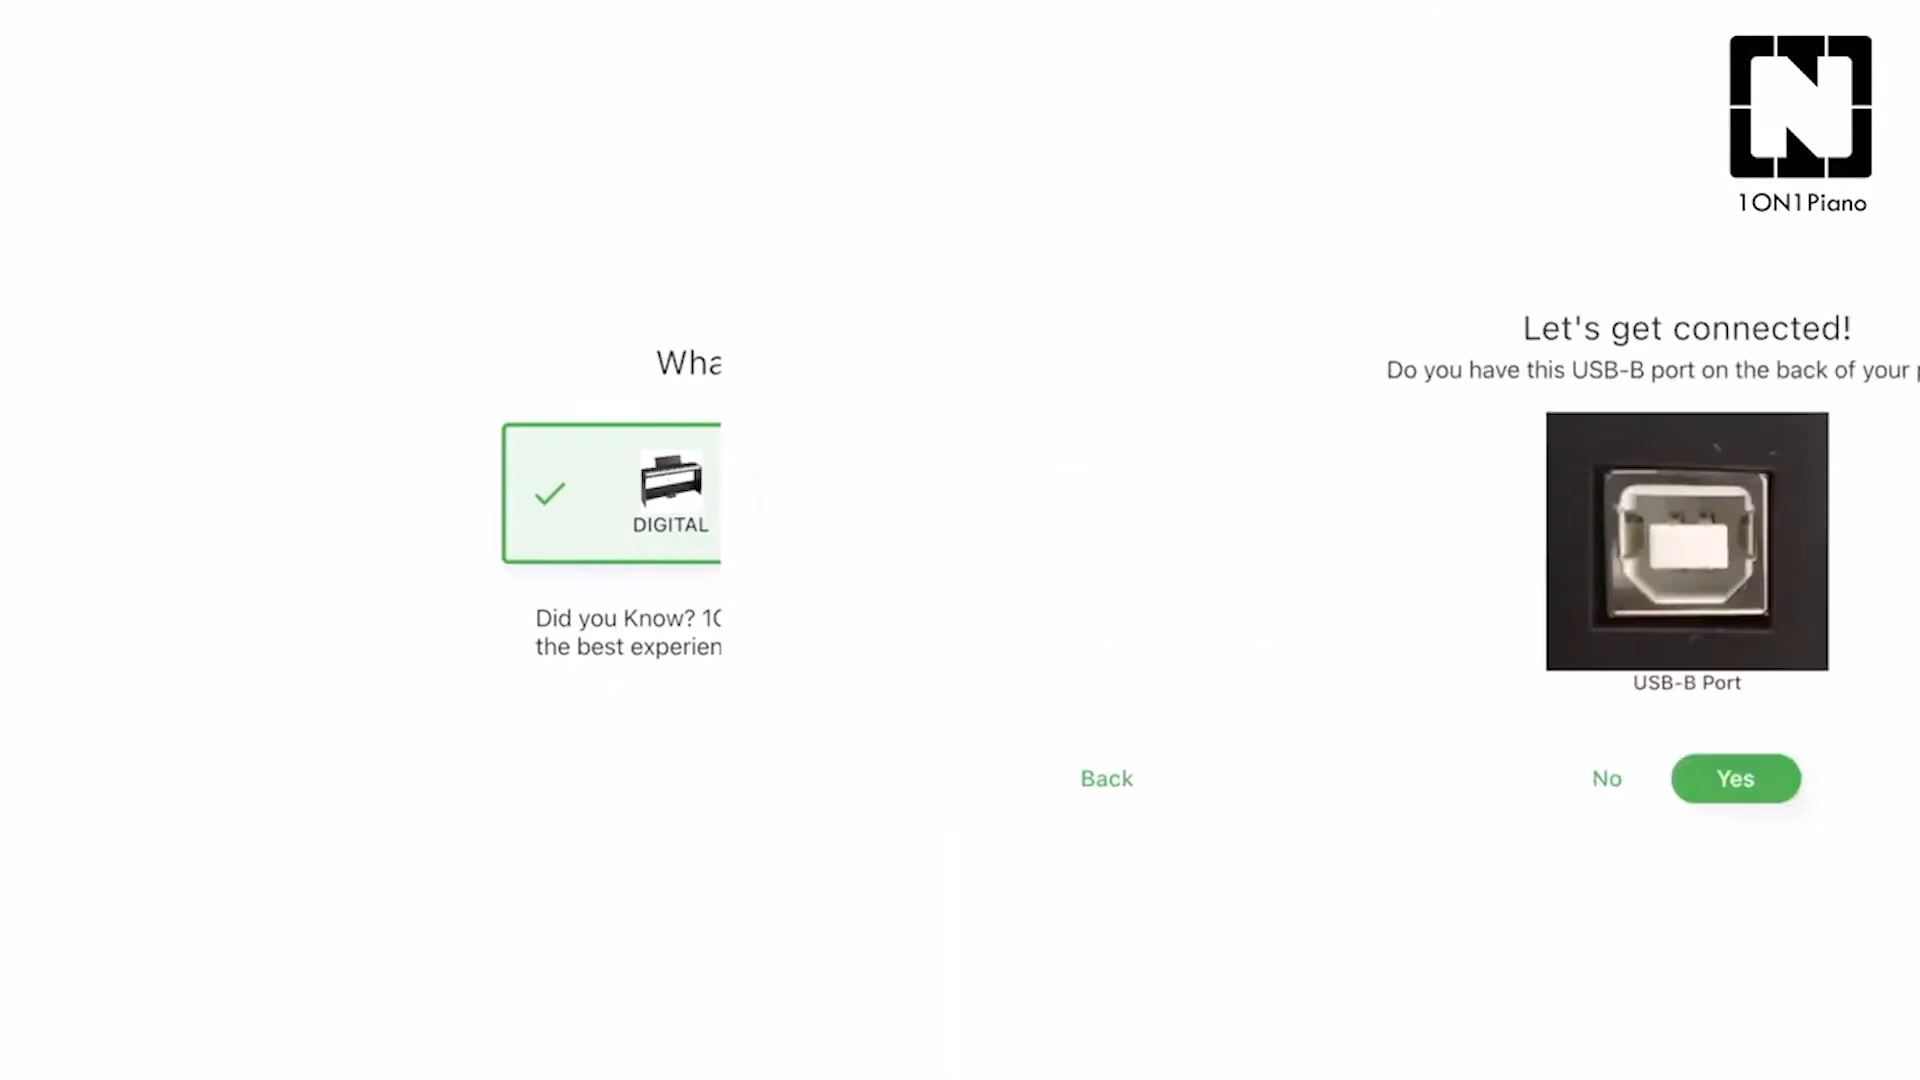 1ON1Piano
Wha
DIGITAL
Did you Know? 1
the best experien
Let's get connected!
Do you have this USB-B port on the back of your
USB-B Port
Back
No
Yes